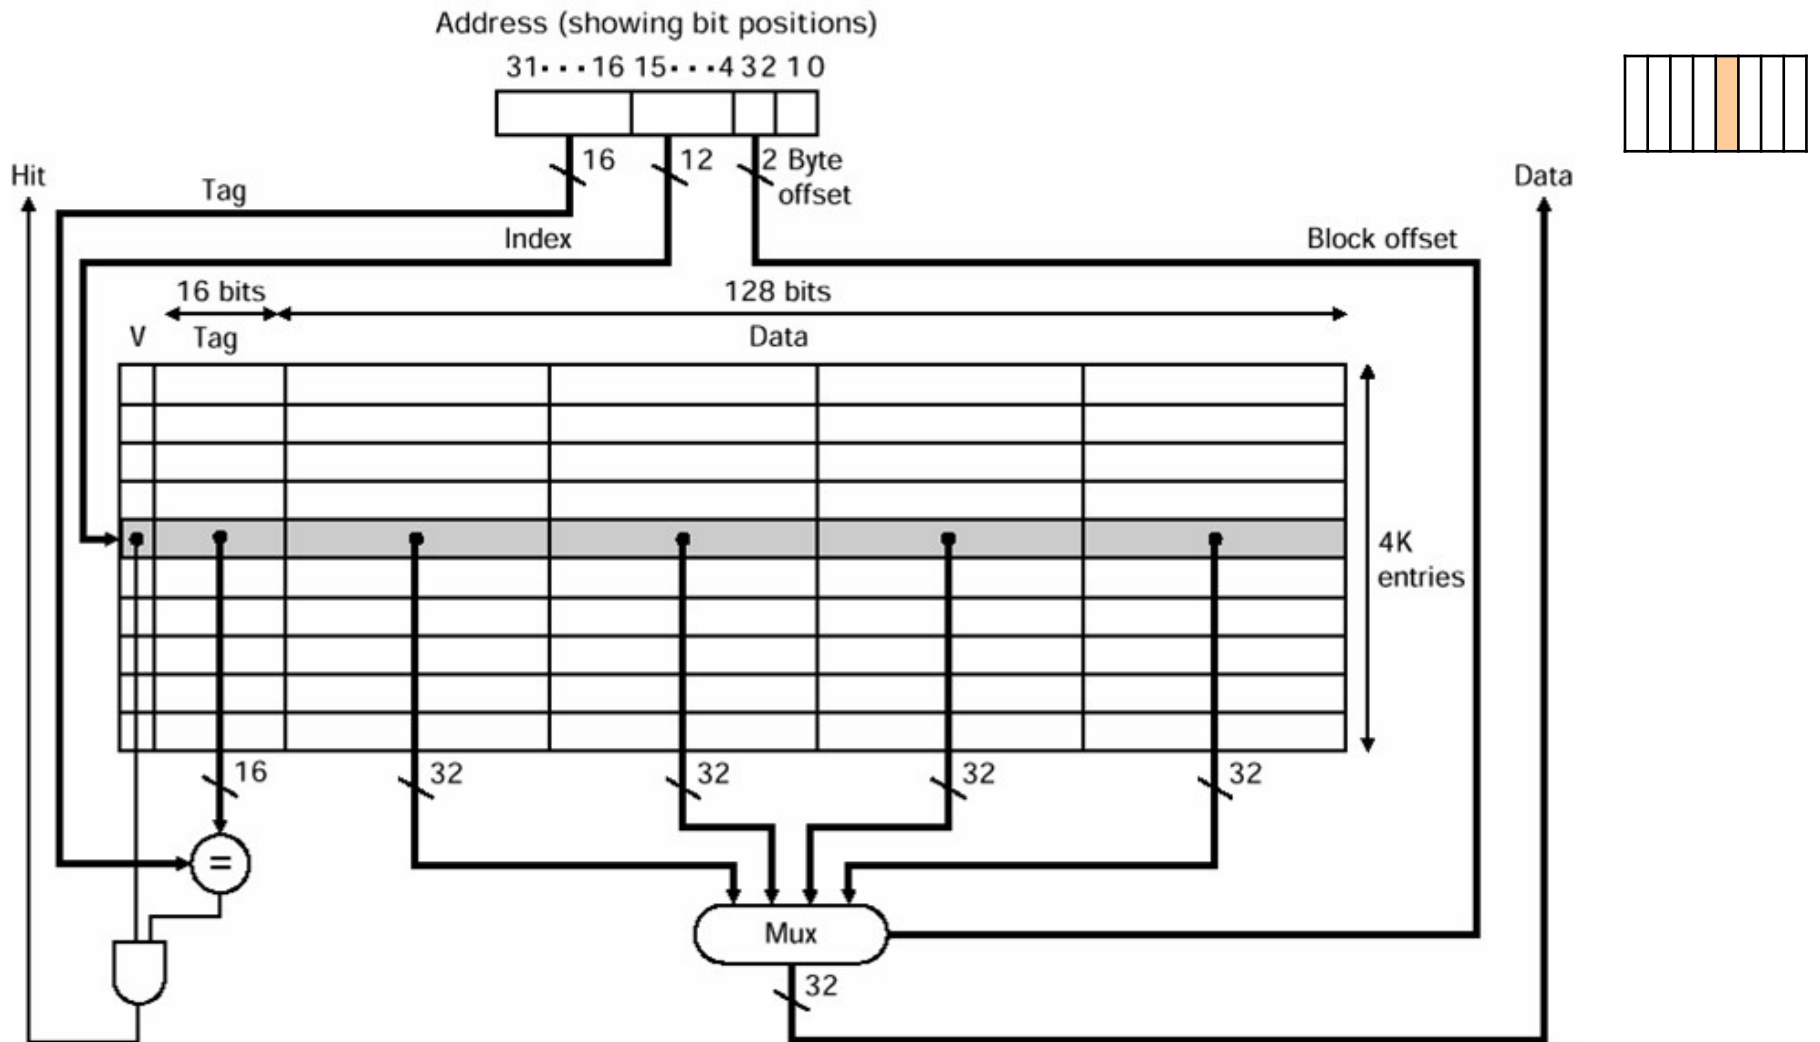 Address (showing bit positions)
31···16 15···4 3 2 1 0
16
12
2 Byte
offset
Hit
Tag
Data
Index
Block offset
16 bits
128 bits
V
Tag
Data
4K
entries
16
32
32
32
32
=
Mux
32